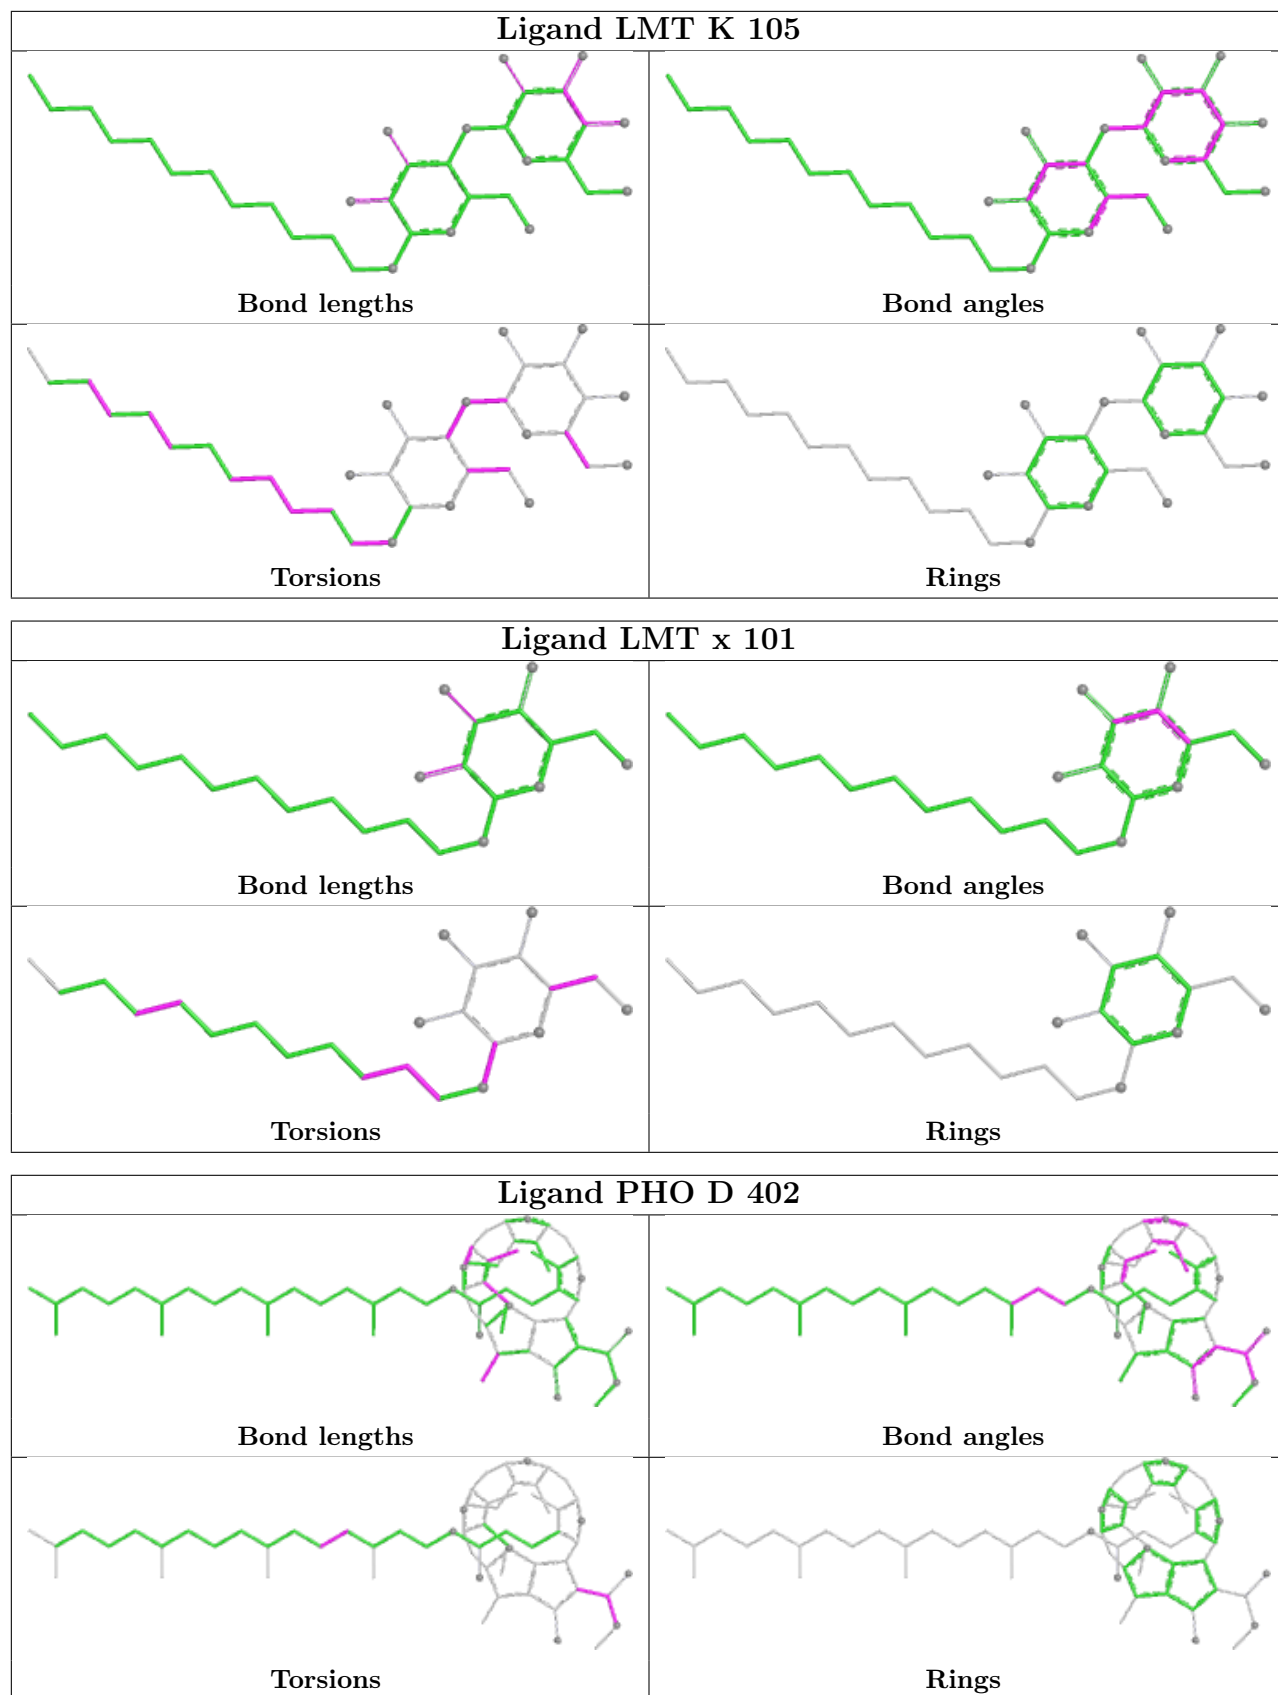 Ligand LMT K 105
Bond lengths
Bond angles
Torsions
Rings
Ligand LMT x 101
Bond lengths
Bond angles
Torsions
Rings
Ligand PHO D 402
Bond lengths
Bond angles
Torsions
Rings